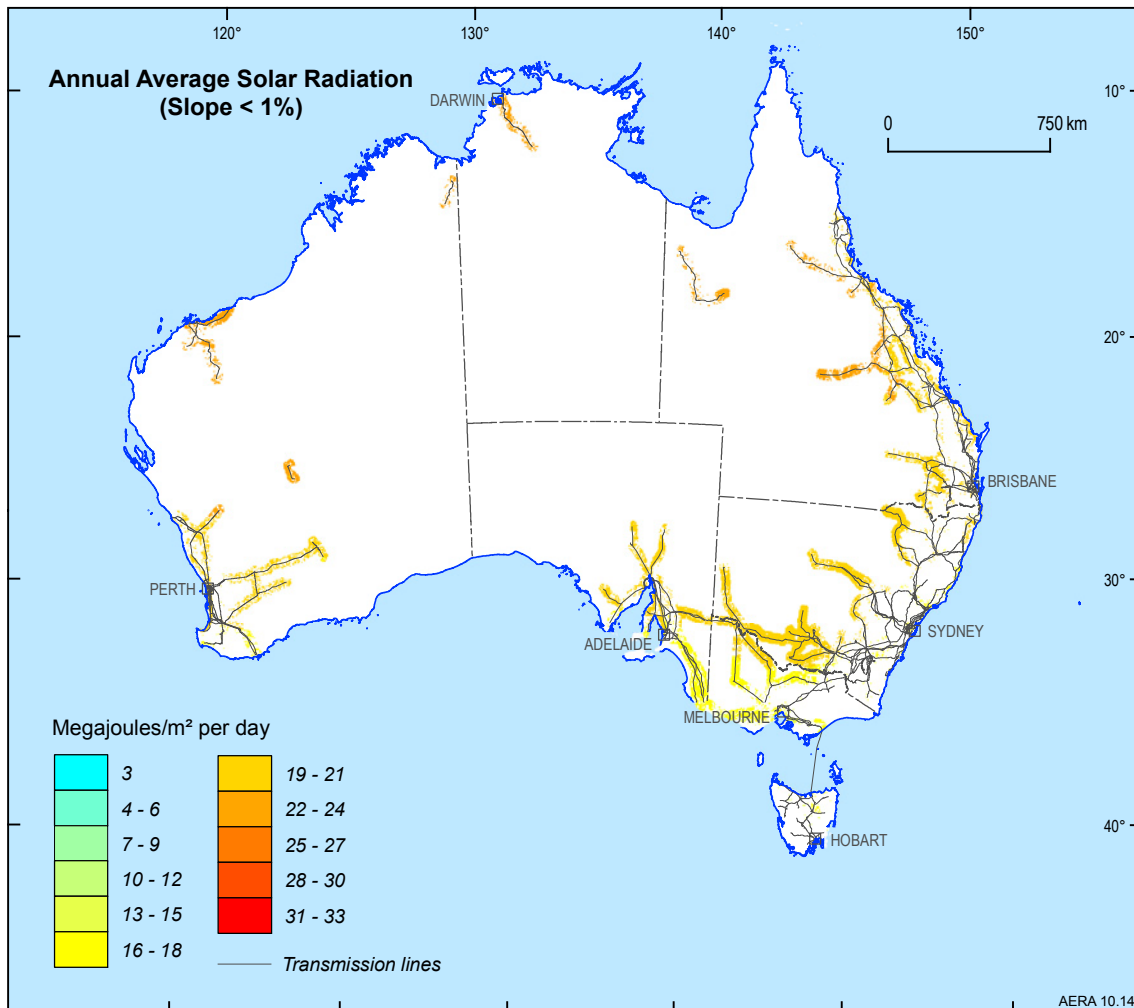 120°
130°
140°
150°
Annual Average Solar Radiation
(Slope < 1%)
DARWIN
10°
0
750 km
20°
BRISBANE
PERTH
30°
SYDNEY
ADELAIDE
MELBOURNE
Megajoules/m² per day
3
4 - 6
7 - 9
10 - 12
13 - 15
16 - 18
19 - 21
22 - 24
25 - 27
28 - 30
31 - 33
Transmission lines
40°
HOBART
AERA 10.14